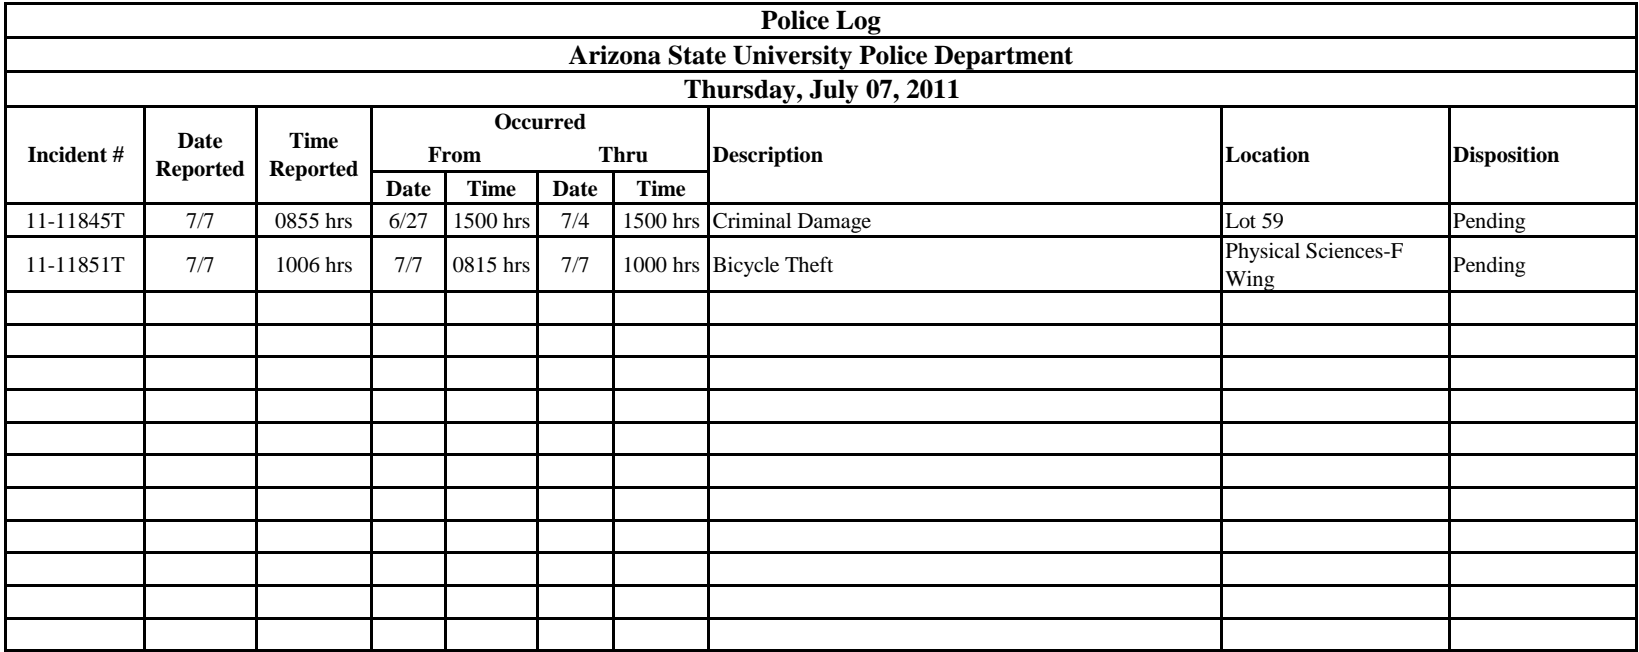 Police Log
Arizona State University Police Department
Thursday, July 07, 2011
Incident # Date Reported Time Reported Occurred Description Location Disposition
From Thru
Date Time Date Time
11-11845T 7/7 0855 hrs 6/27 1500 hrs 7/4 1500 hrs Criminal Damage Lot 59 Pending
11-11851T 7/7 1006 hrs 7/7 0815 hrs 7/7 1000 hrs Bicycle Theft Physical Sciences-F Pending
Wing